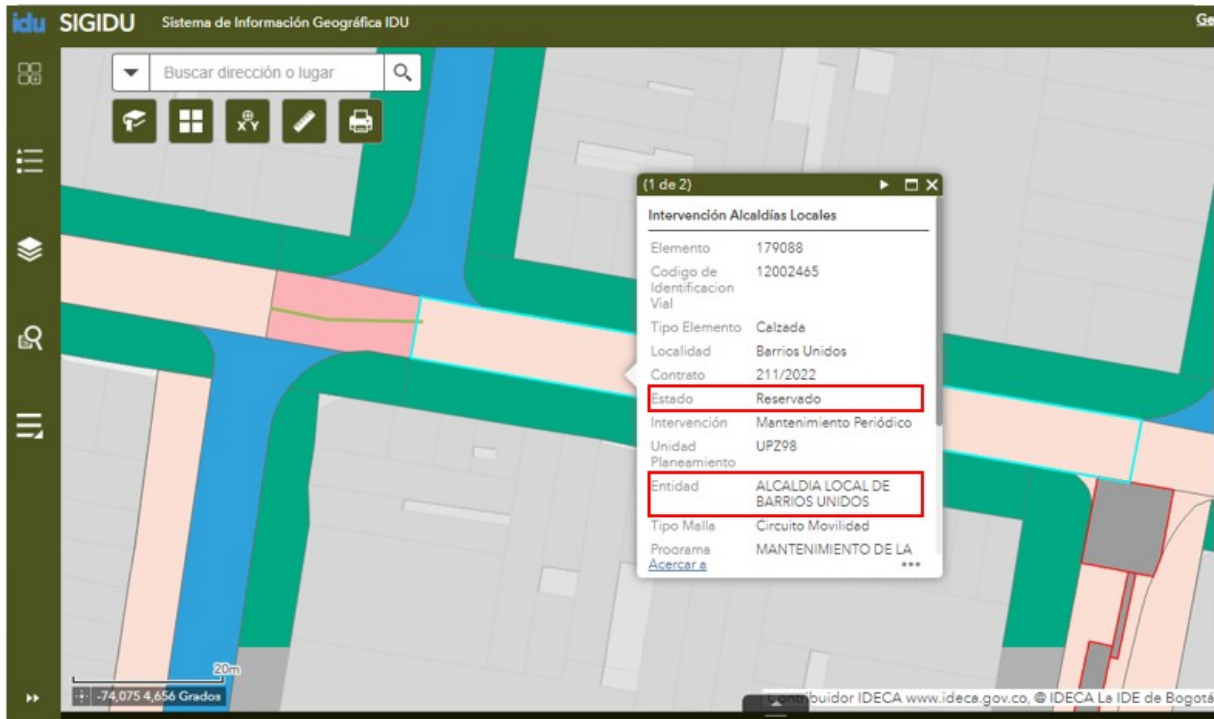 idu SIGIDU Sistema de Información Geográfica IDU Ge
Buscar dirección o lugar
X Y
(1 de 2)
Intervención Alcaldías Locales
Elemento 179088
Codigo de 12002465
Identificacion
Vial
Tipo Elemento Calzada
Localidad Barrios Unidos
Contrato 211/2022
Estado Reservado
Intervención Mantenimiento Periódico
Unidad UPZ98
Planeamiento
Entidad ALCALDIA LOCAL DE
BARRIOS UNIDOS
Tipo Malla Circuito Movilidad
Programa MANTENIMIENTO DE LA
Acercar a
20m
-74,075 4,656 Grados
buidor IDECA www.ideca.gov.co, @ IDECA La IDE de Bogotá